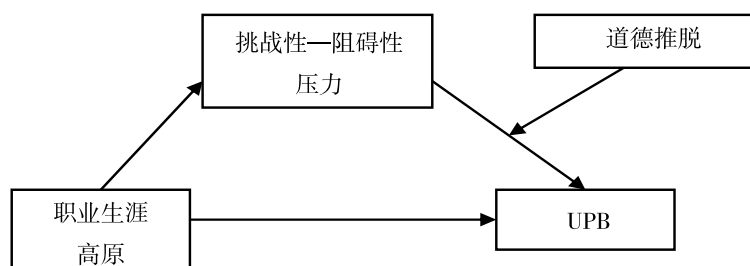 挑战性—阻碍性
压力
道德推脱
职业生涯
高原
UPB